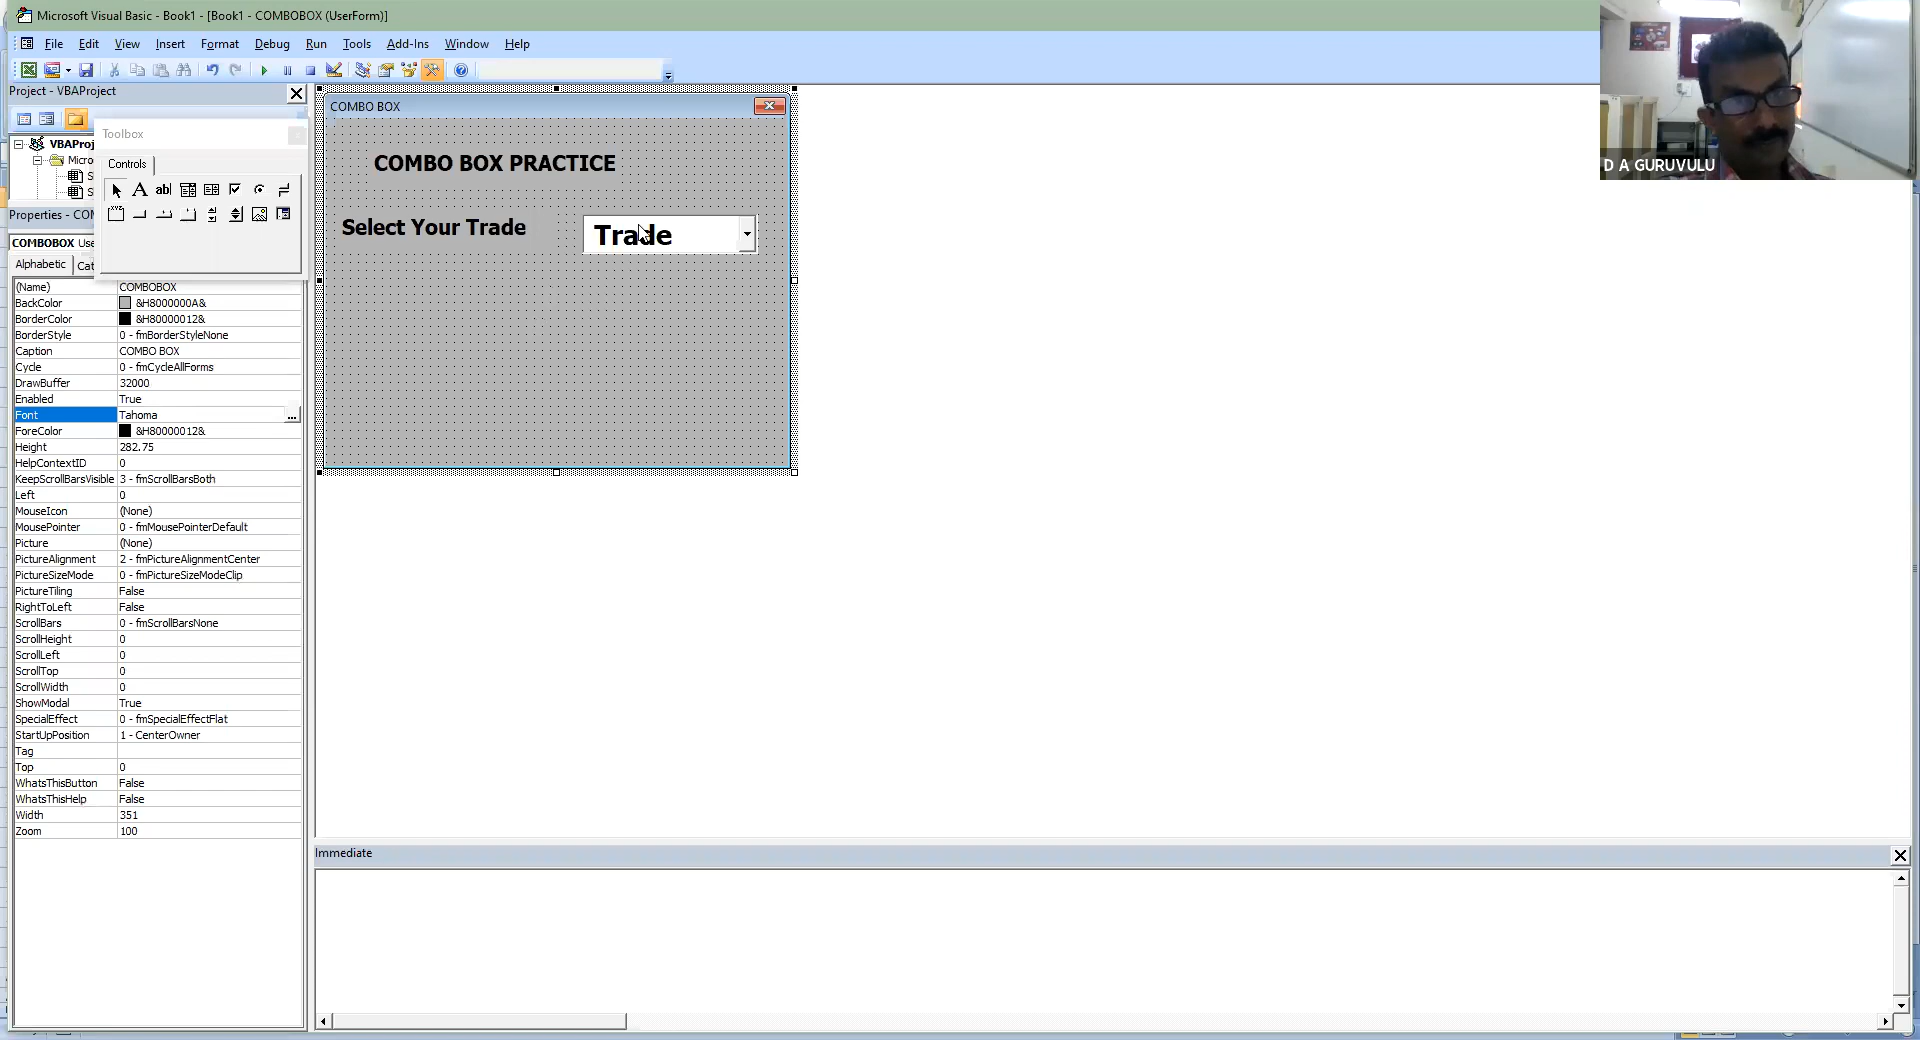 Microsoft Visual Basic - Book1 - [Book1 - COMBOBOX (UserForm)]
File Edit View Insert Format Debug Run Tools Add-Ins Window Help
Project - VBAProject
Toolbox
Controls
VBAProj
Micro
S
S
Properties - COM
COMBOBOX Use
Alphabetic Cat
(Name) COMBOBOX
BackColor &H8000000A&
BorderColor &H80000012&
BorderStyle 0 - fmBorderStyleNone
Caption COMBO BOX
Cycle 0 - fmCycleAllForms
DrawBuffer 32000
Enabled True
Font Tahoma ...
ForeColor &H80000012&
Height 282.75
HelpContextID 0
KeepScrollBarsVisible 3 - fmScrollBarsBoth
Left 0
MouseIcon (None)
MousePointer 0 - fmMousePointerDefault
Picture (None)
PictureAlignment 2 - fmPictureAlignmentCenter
PictureSizeMode 0 - fmPictureSizeModeClip
PictureTiling False
RightToLeft False
ScrollBars 0 - fmScrollBarsNone
ScrollHeight 0
ScrollLeft 0
ScrollTop 0
ScrollWidth 0
ShowModal True
SpecialEffect 0 - fmSpecialEffectFlat
StartUpPosition 1 - CenterOwner
Tag
Top 0
WhatsThisButton False
WhatsThisHelp False
Width 351
Zoom 100
COMBO BOX
COMBO BOX PRACTICE
Select Your Trade
Trade
Immediate
D A GURUVULU